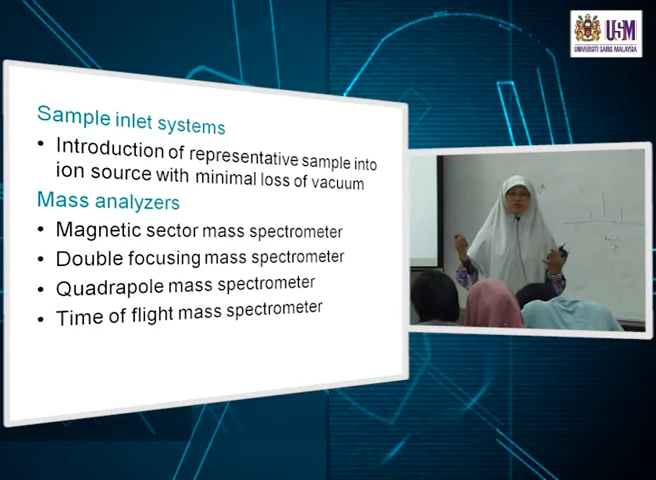 USM
UNIVERSITI SAINS MALAYSIA
Sample inlet systems
• Introduction of representative sample into
ion source with minimal loss of vacuum
Mass analyzers
• Magnetic sector mass spectrometer
• Double focusing mass spectrometer
• Quadrapole mass spectrometer
• Time of flight mass spectrometer